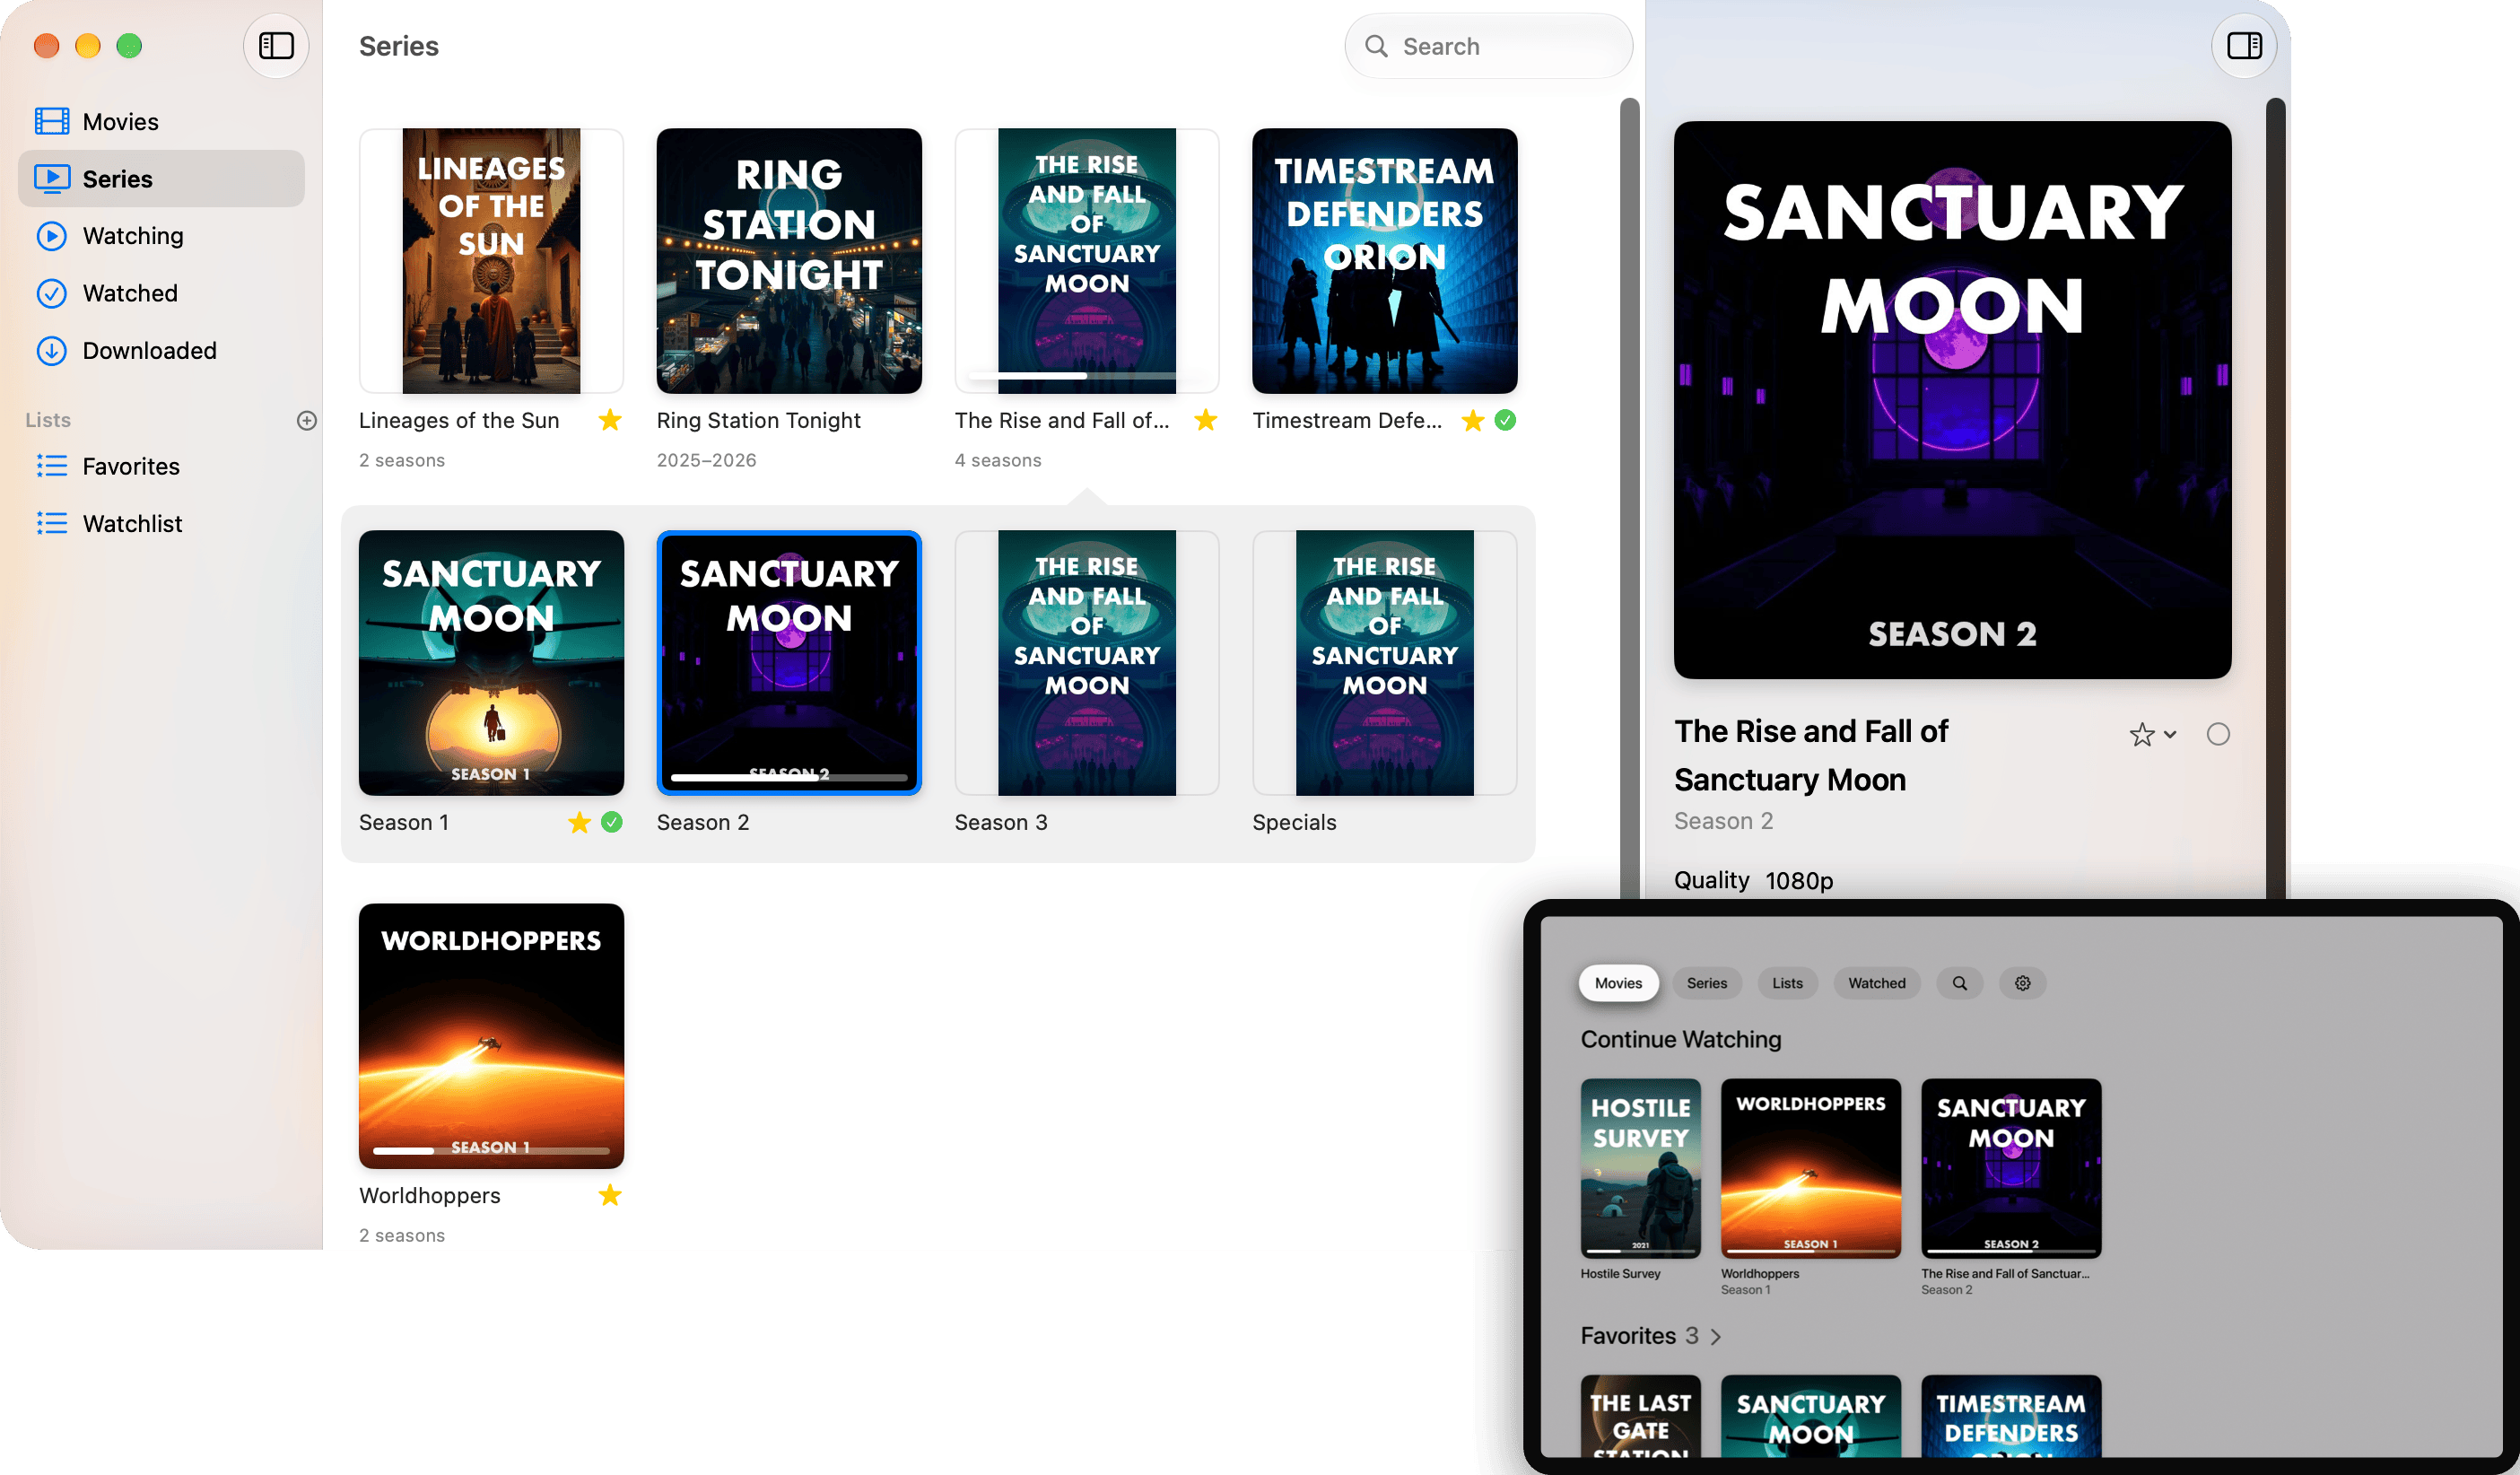 Series
Search
Movies
Series
Watching
Watched
Downloaded
Lists
Favorites
Watchlist
LINEAGES
OF THE
SUN
Lineages of the Sun
2 seasons
RING
STATION
TONIGHT
Ring Station Tonight
2025–2026
THE RISE
AND FALL
OF
SANCTUARY
MOON
The Rise and Fall of...
4 seasons
TIMESTREAM
DEFENDERS
ORION
Timestream Defe...
SANCTUARY
MOON
SEASON 1
Season 1
SANCTUARY
MOON
SEASON 2
Season 2
THE RISE
AND FALL
OF
SANCTUARY
MOON
Season 3
THE RISE
AND FALL
OF
SANCTUARY
MOON
Specials
WORLDHOPPERS
SEASON 1
Worldhoppers
2 seasons
SANCTUARY
MOON
SEASON 2
The Rise and Fall of
Sanctuary Moon
Season 2
Quality 1080p
Movies
Series
Lists
Watched
Continue Watching
HOSTILE
SURVEY
2021
Hostile Survey
WORLDHOPPERS
SEASON 1
Worldhoppers
Season 1
SANCTUARY
MOON
SEASON 2
The Rise and Fall of Sanctuar...
Season 2
Favorites 3
THE LAST
GATE
STATION
SANCTUARY
MOON
TIMESTREAM
DEFENDERS
ORION